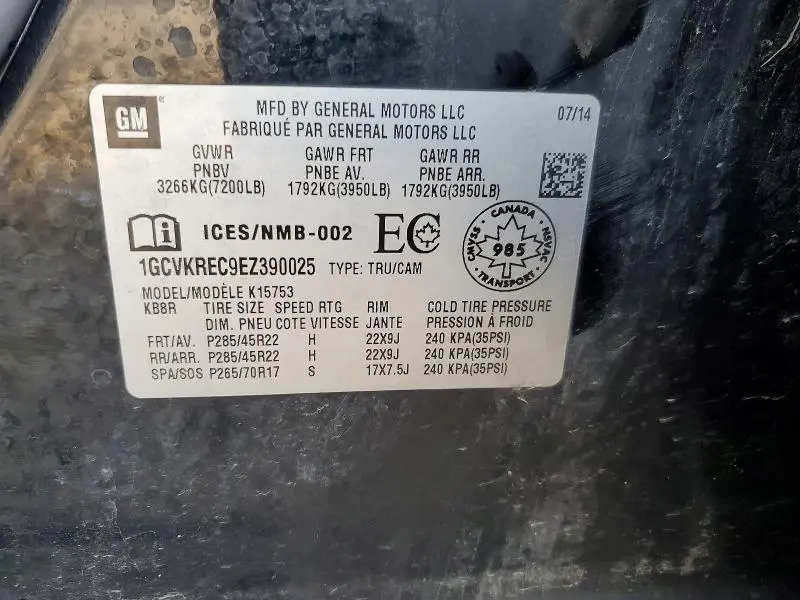 GM
MFD BY GENERAL MOTORS LLC 07/14
FABRIQUÉ PAR GENERAL MOTORS LLC
GVWR GAWR FRT GAWR RR
PNBV PNBE AV. PNBE ARR.
3266KG(7200LB) 1792KG(3950LB) 1792KG(3950LB)
ICES/NMB-002 EC
CANADA
CMVSS 985 NSVAC
TRANSPORT
1GCVKREC9EZ390025 TYPE: TRU/CAM
MODEL/MODÈLE K15753
KB8R TIRE SIZE SPEED RTG RIM COLD TIRE PRESSURE
DIM. PNEU COTE VITESSE JANTE PRESSION À FROID
FRT/AV. P285/45R22 H 22X9J 240 KPA(35PSI)
RR/ARR. P285/45R22 H 22X9J 240 KPA(35PSI)
SPA/SOS P265/70R17 S 17X7.5J 240 KPA(35PSI)